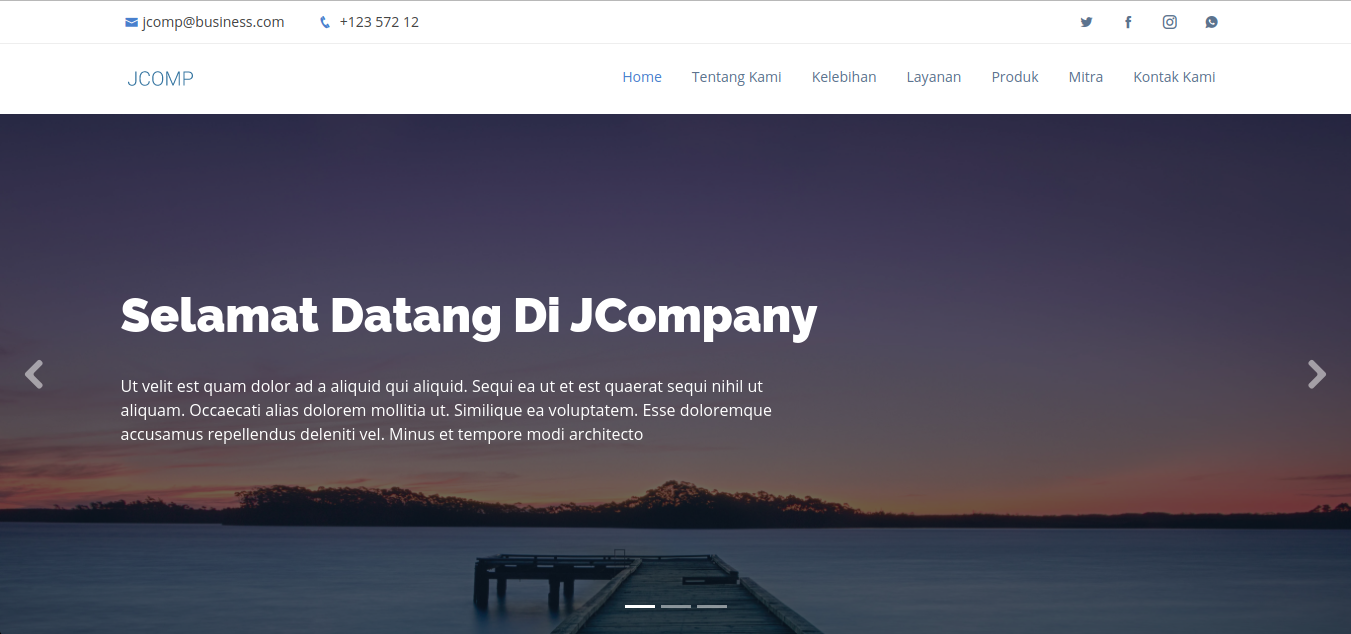 jcomp@business.com
+123 572 12
JCOMP
Home
Tentang Kami
Kelebihan
Layanan
Produk
Mitra
Kontak Kami
Selamat Datang Di JCompany
Ut velit est quam dolor ad a aliquid qui aliquid. Sequi ea ut et est quaerat sequi nihil ut
aliquam. Occaecati alias dolorem mollitia ut. Similique ea voluptatem. Esse doloremque
accusamus repellendus deleniti vel. Minus et tempore modi architecto